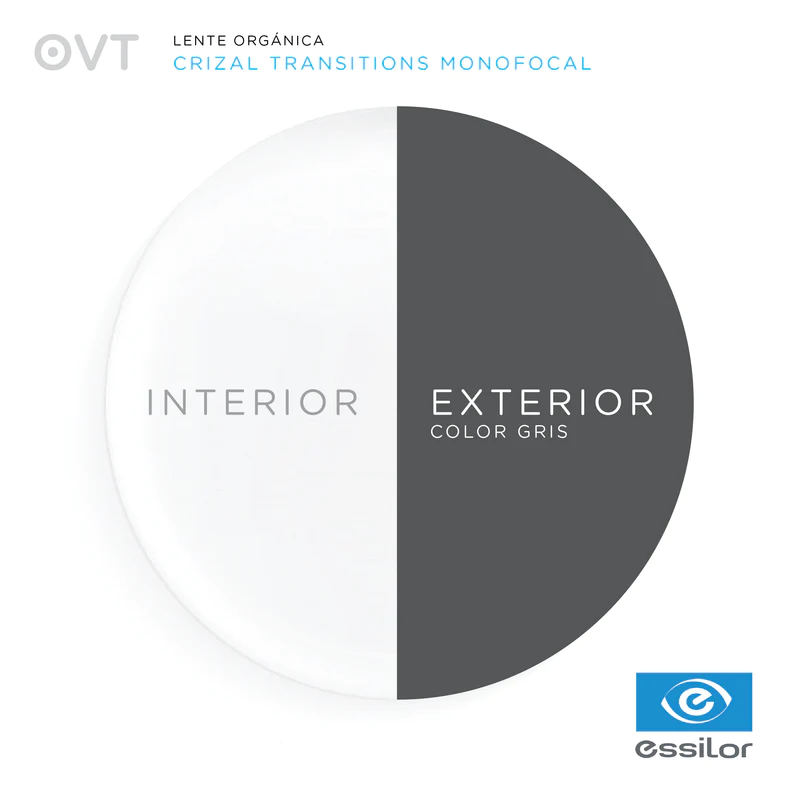 OVT
LENTE ORGÁNICA
CRIZAL TRANSITIONS MONOFOCAL
INTERIOR
EXTERIOR
COLOR GRIS
essilor